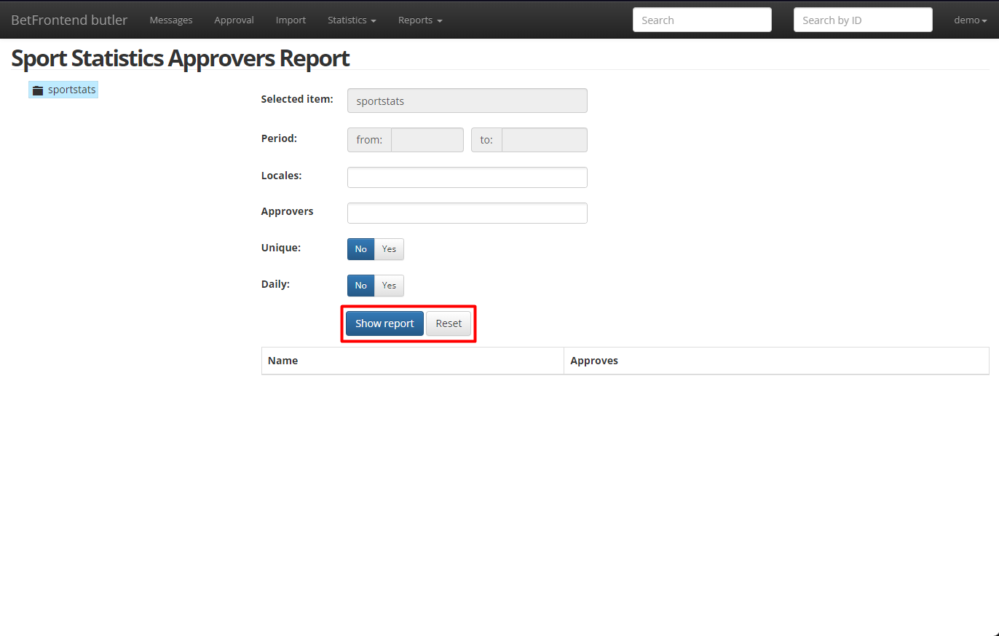 BetFrontend butler Messages Approval Import Statistics Reports Search Search by ID demo
Sport Statistics Approvers Report
sportstats
Selected item: sportstats
Period: from: to:
Locales:
Approvers
Unique: No Yes
Daily: No Yes
Show report Reset
Name Approves